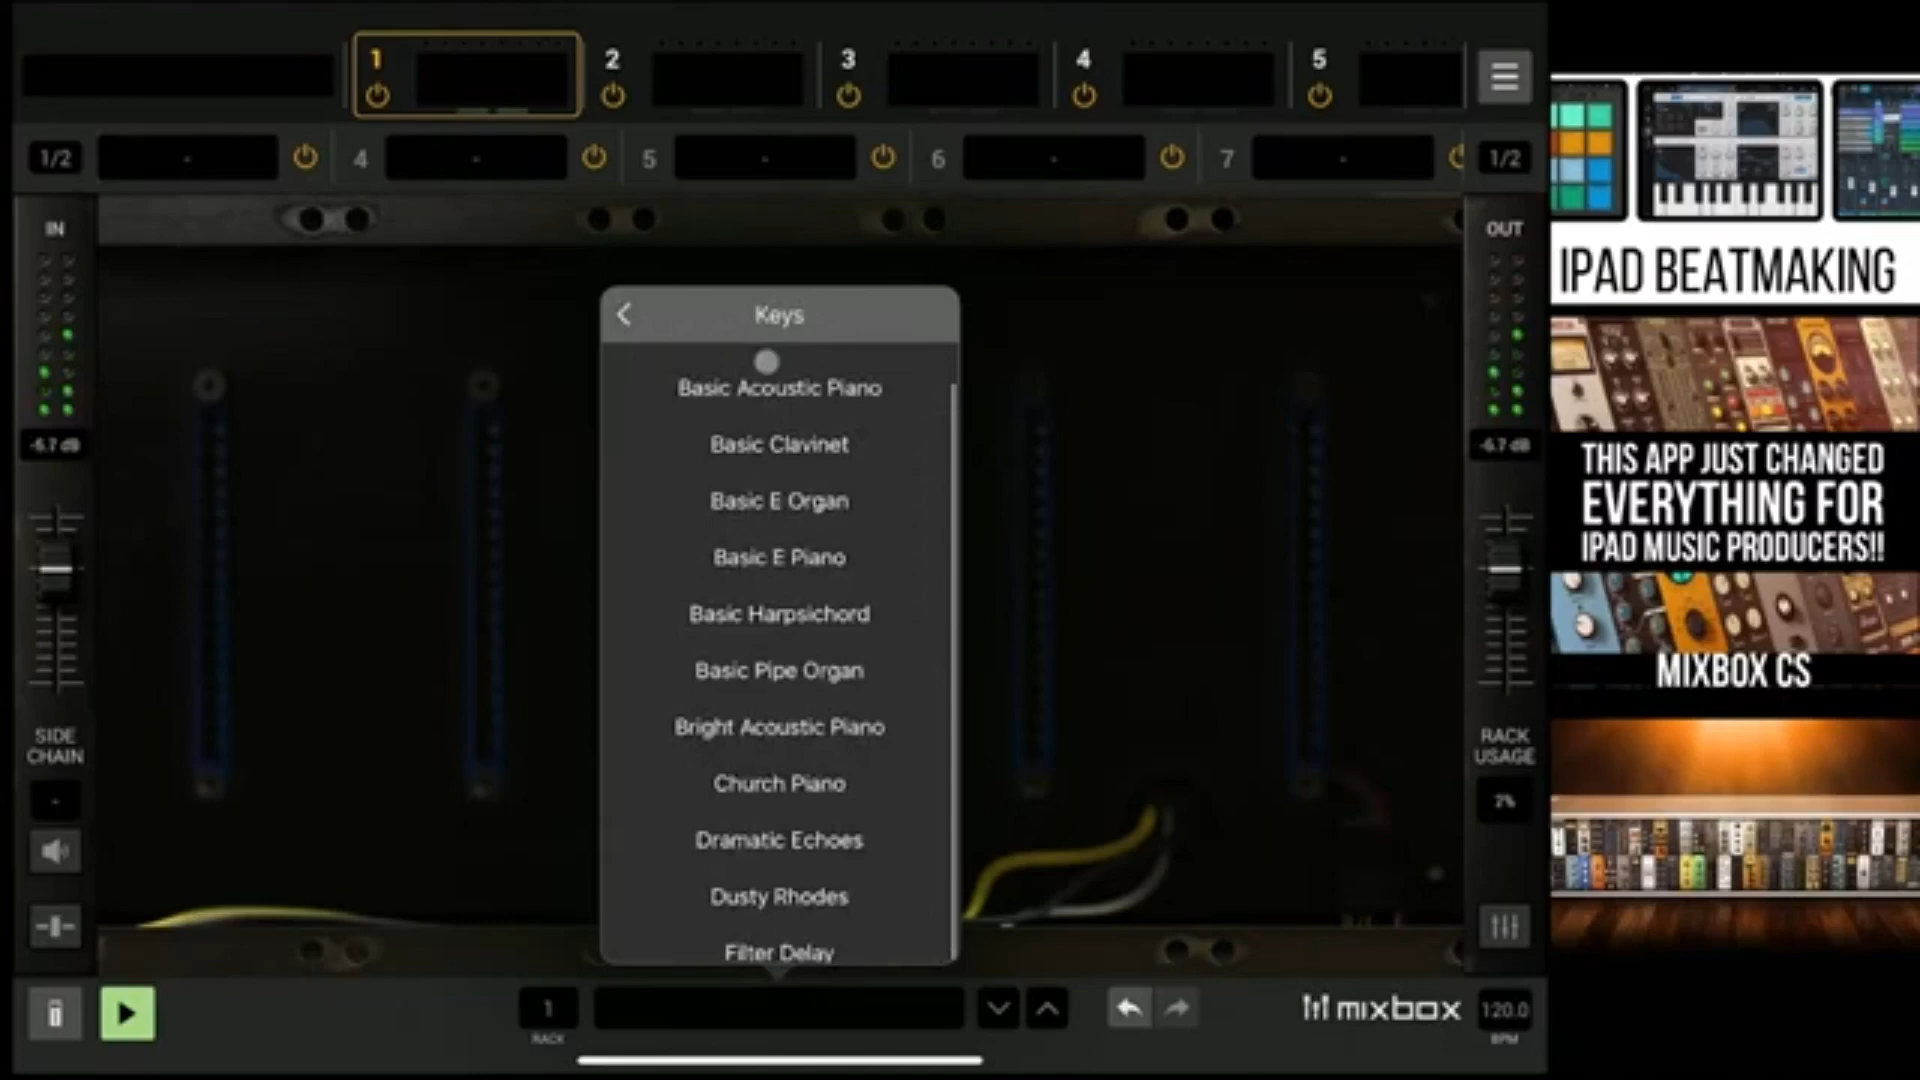 1
2
3
4
5
1/2
-
4
-
5
-
6
-
7
-
1/2
IN
OUT
-6.7 dB
-6.7 dB
Keys
Basic Acoustic Piano
Basic Clavinet
Basic E Organ
Basic E Piano
Basic Harpsichord
Basic Pipe Organ
Bright Acoustic Piano
Church Piano
Dramatic Echoes
Dusty Rhodes
Filter Delay
SIDE
CHAIN
-
RACK
USAGE
2%
1
RACK
mixbox
120.0
BPM
IPAD BEATMAKING
THIS APP JUST CHANGED
EVERYTHING FOR
IPAD MUSIC PRODUCERS!!
MIXBOX CS